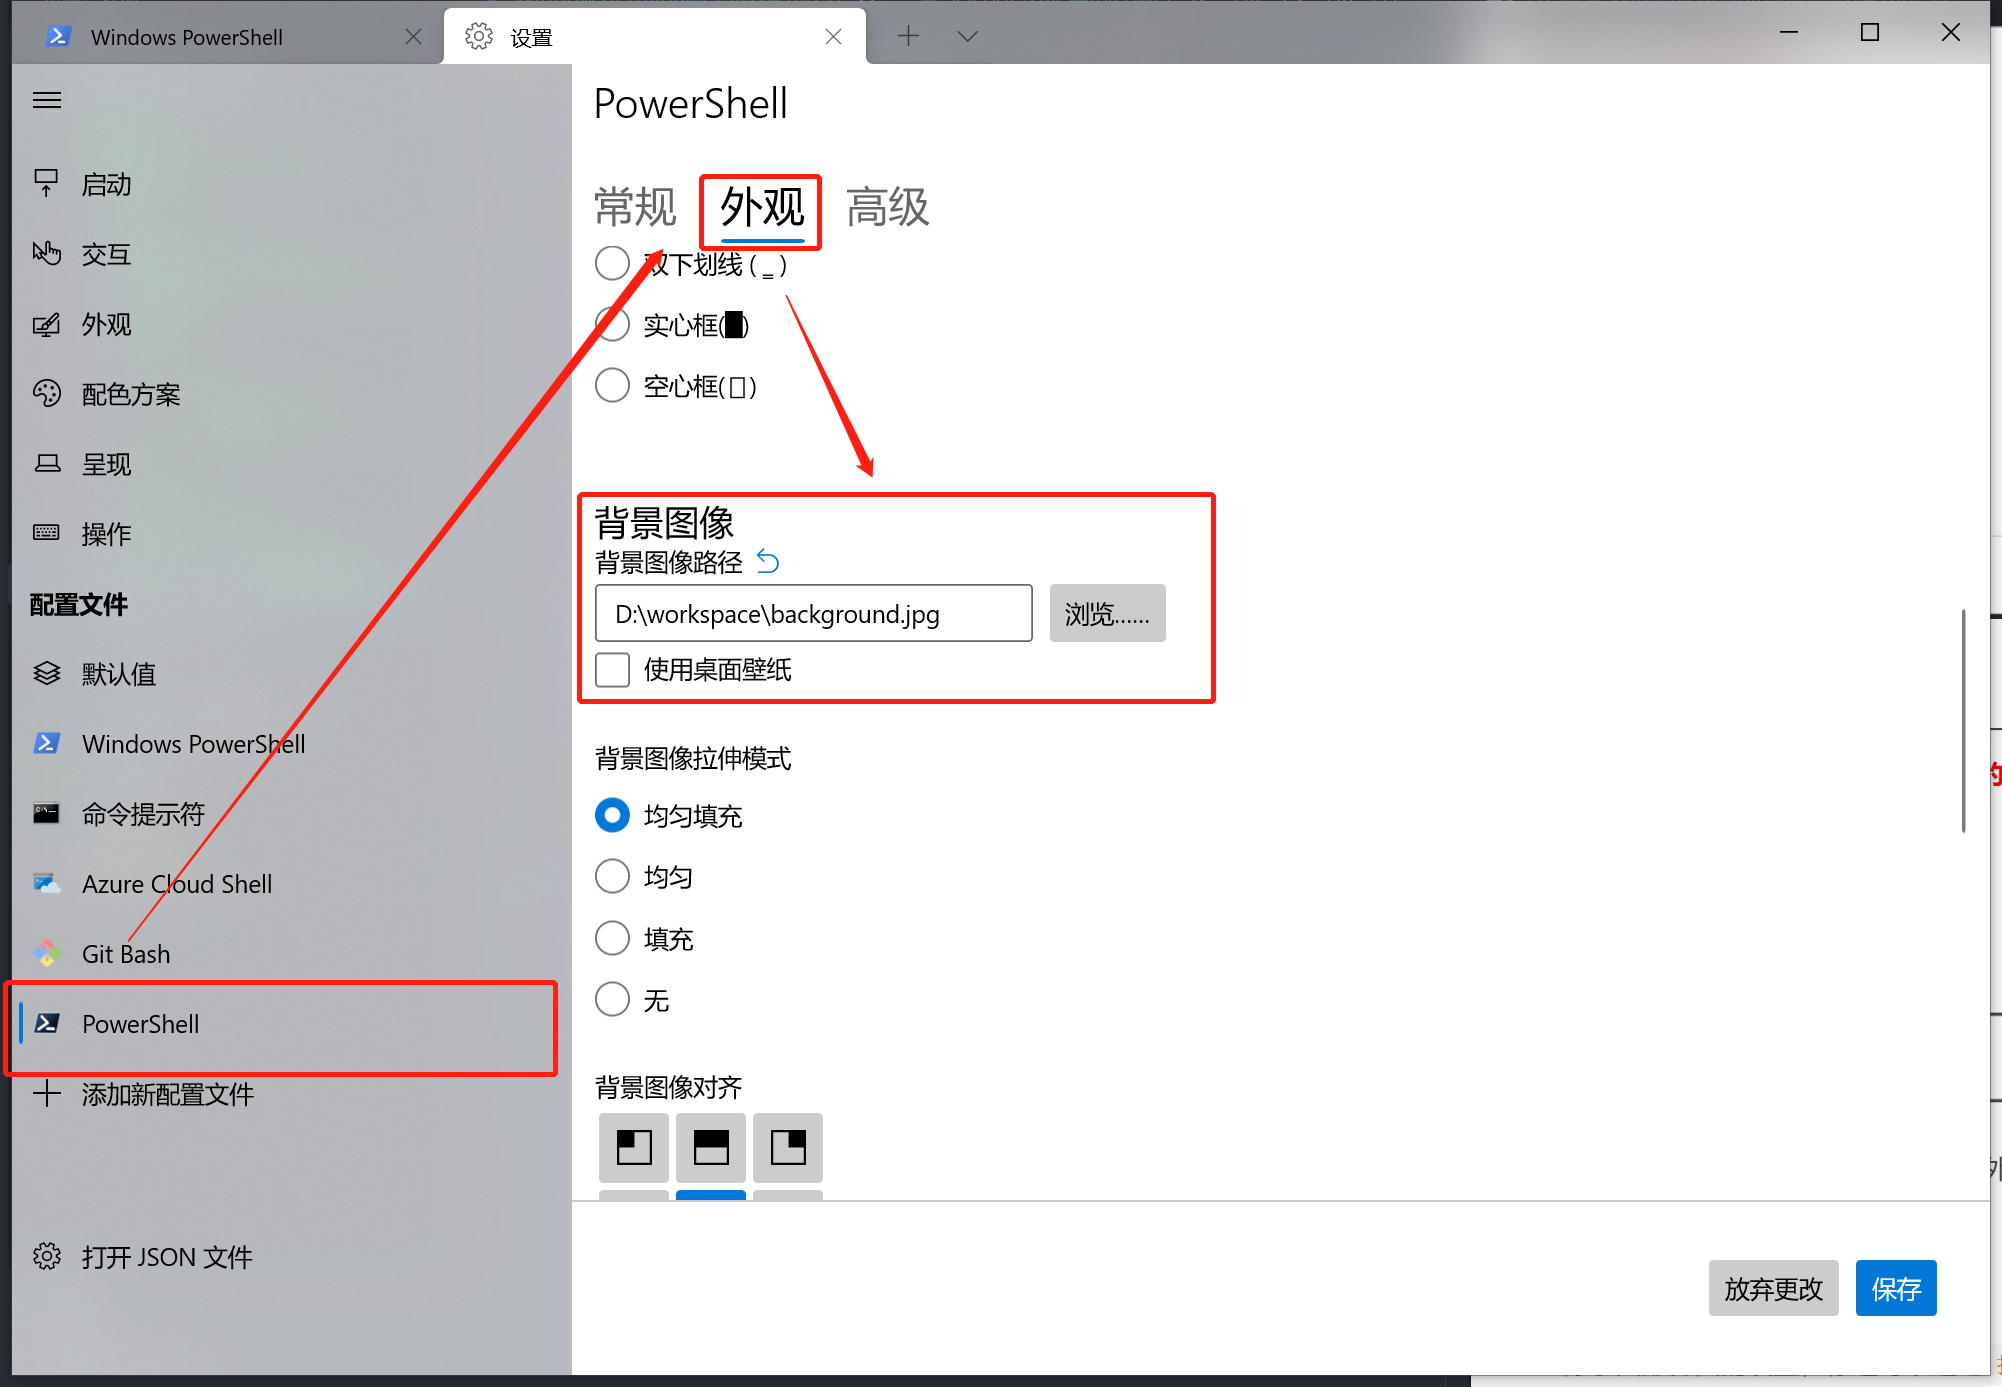 Windows PowerShell
设置
启动
交互
外观
配色方案
呈现
操作
配置文件
默认值
Windows PowerShell
命令提示符
Azure Cloud Shell
Git Bash
PowerShell
添加新配置文件
打开 JSON 文件
PowerShell
常规 外观 高级
双下划线 ( ‗ )
实心框(█)
空心框(▯)
背景图像
背景图像路径
D:\workspace\background.jpg
浏览......
使用桌面壁纸
背景图像拉伸模式
均匀填充
均匀
填充
无
背景图像对齐
放弃更改
保存